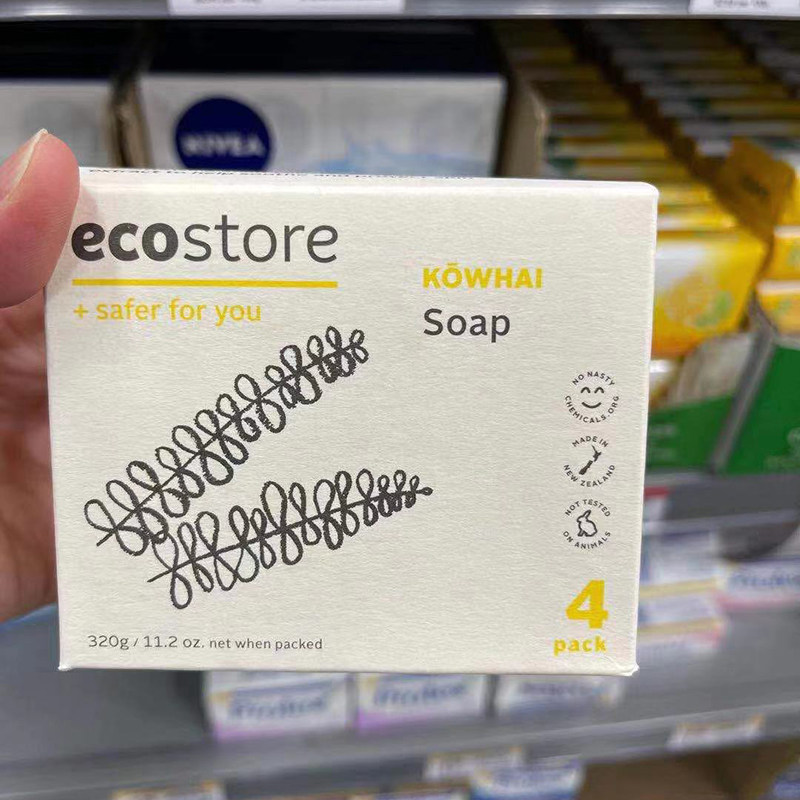 NIVEA
ecostore
+ safer for you
KŌWHAI
Soap
NO NASTY
CHEMICALS.ORG
MADE IN
NEW ZEALAND
NOT TESTED
ON ANIMALS
320g / 11.2 oz. net when packed
4
pack